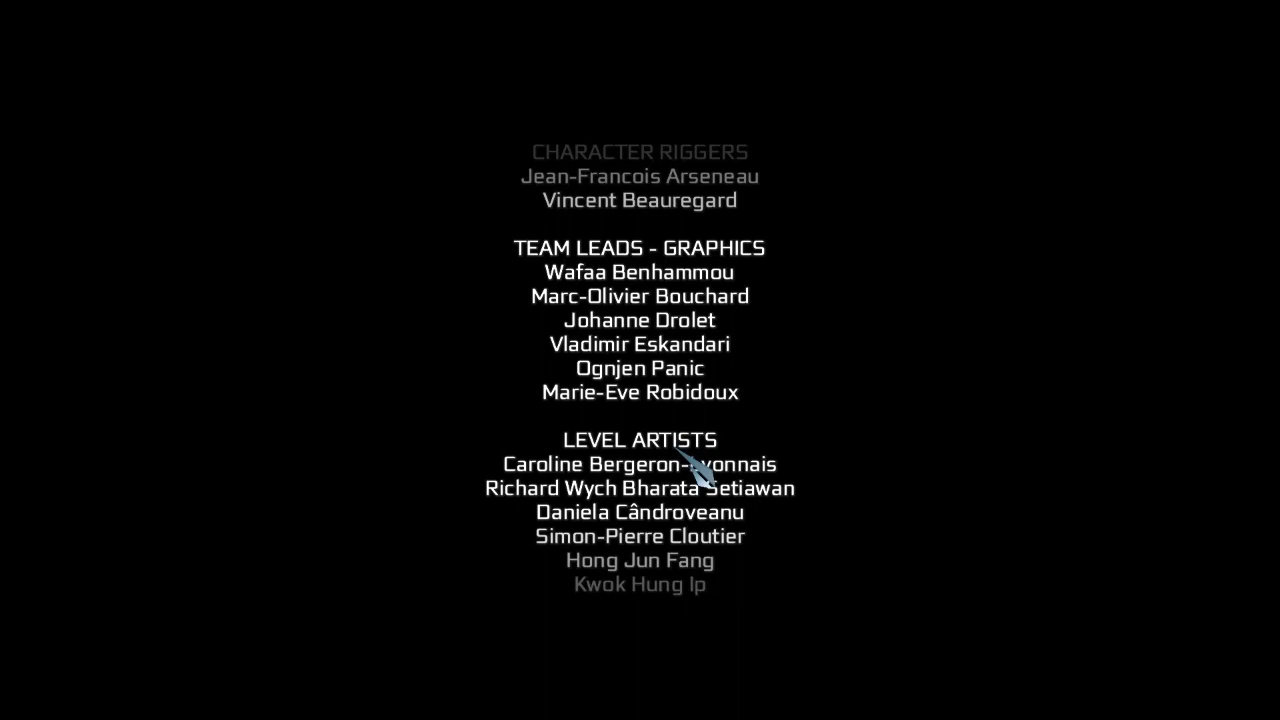 CHARACTER RIGGERS
Jean-Francois Arseneau
Vincent Beauregard
TEAM LEADS - GRAPHICS
Wafaa Benhammou
Marc-Olivier Bouchard
Johanne Drolet
Vladimir Eskandari
Ognjen Panic
Marie-Eve Robidoux
LEVEL ARTISTS
Caroline Bergeron-Lyonnais
Richard Wych Bharata Setiawan
Daniela Cândroveanu
Simon-Pierre Cloutier
Hong Jun Fang
Kwok Hung Ip